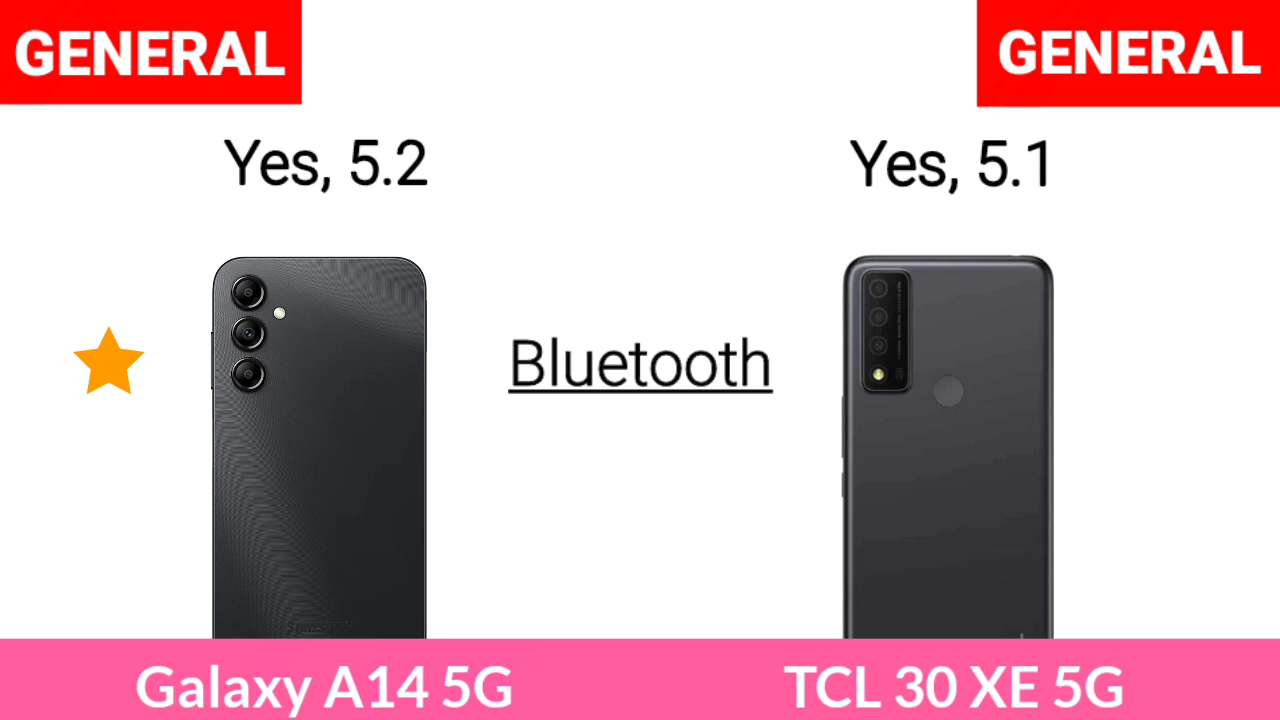 GENERAL
GENERAL
Yes, 5.2
Yes, 5.1
Bluetooth
Galaxy A14 5G
TCL 30 XE 5G